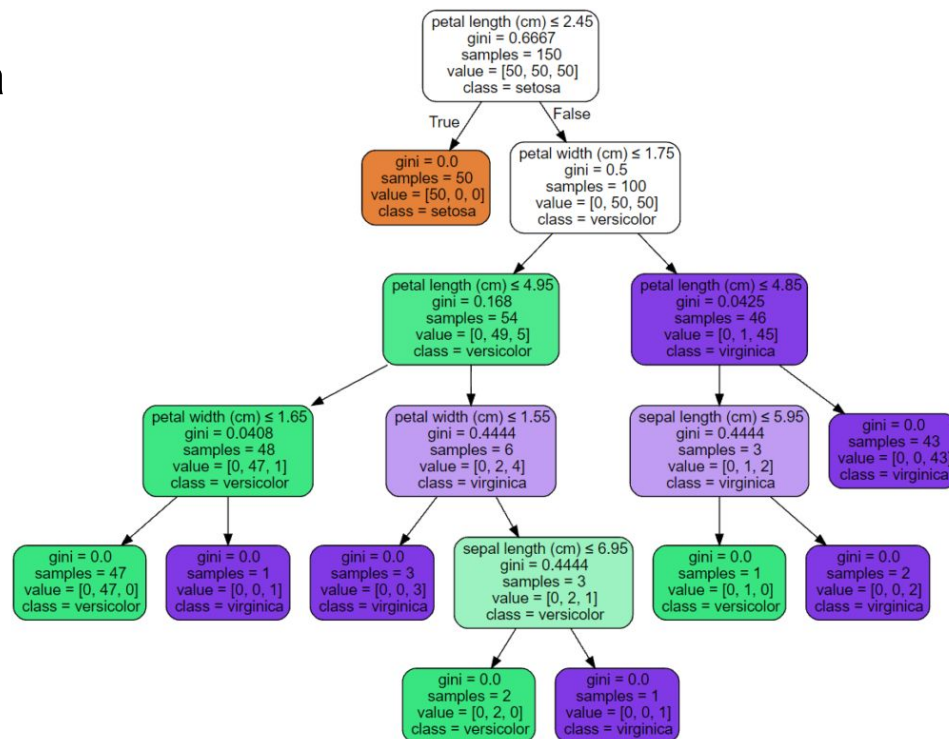 petal length (cm) ≤ 2.45
gini = 0.6667
samples = 150
value = [50, 50, 50]
class = setosa
True
False
gini = 0.0
samples = 50
value = [50, 0, 0]
class = setosa
petal width (cm) ≤ 1.75
gini = 0.5
samples = 100
value = [0, 50, 50]
class = versicolor
petal length (cm) ≤ 4.95
gini = 0.168
samples = 54
value = [0, 49, 5]
class = versicolor
petal length (cm) ≤ 4.85
gini = 0.0425
samples = 46
value = [0, 1, 45]
class = virginica
petal width (cm) ≤ 1.65
gini = 0.0408
samples = 48
value = [0, 47, 1]
class = versicolor
petal width (cm) ≤ 1.55
gini = 0.4444
samples = 6
value = [0, 2, 4]
class = virginica
sepal length (cm) ≤ 5.95
gini = 0.4444
samples = 3
value = [0, 1, 2]
class = virginica
gini = 0.0
samples = 43
value = [0, 0, 43]
class = virginica
gini = 0.0
samples = 47
value = [0, 47, 0]
class = versicolor
gini = 0.0
samples = 1
value = [0, 0, 1]
class = virginica
gini = 0.0
samples = 3
value = [0, 0, 3]
class = virginica
sepal length (cm) ≤ 6.95
gini = 0.4444
samples = 3
value = [0, 2, 1]
class = versicolor
gini = 0.0
samples = 1
value = [0, 1, 0]
class = versicolor
gini = 0.0
samples = 2
value = [0, 0, 2]
class = virginica
gini = 0.0
samples = 2
value = [0, 2, 0]
class = versicolor
gini = 0.0
samples = 1
value = [0, 0, 1]
class = virginica